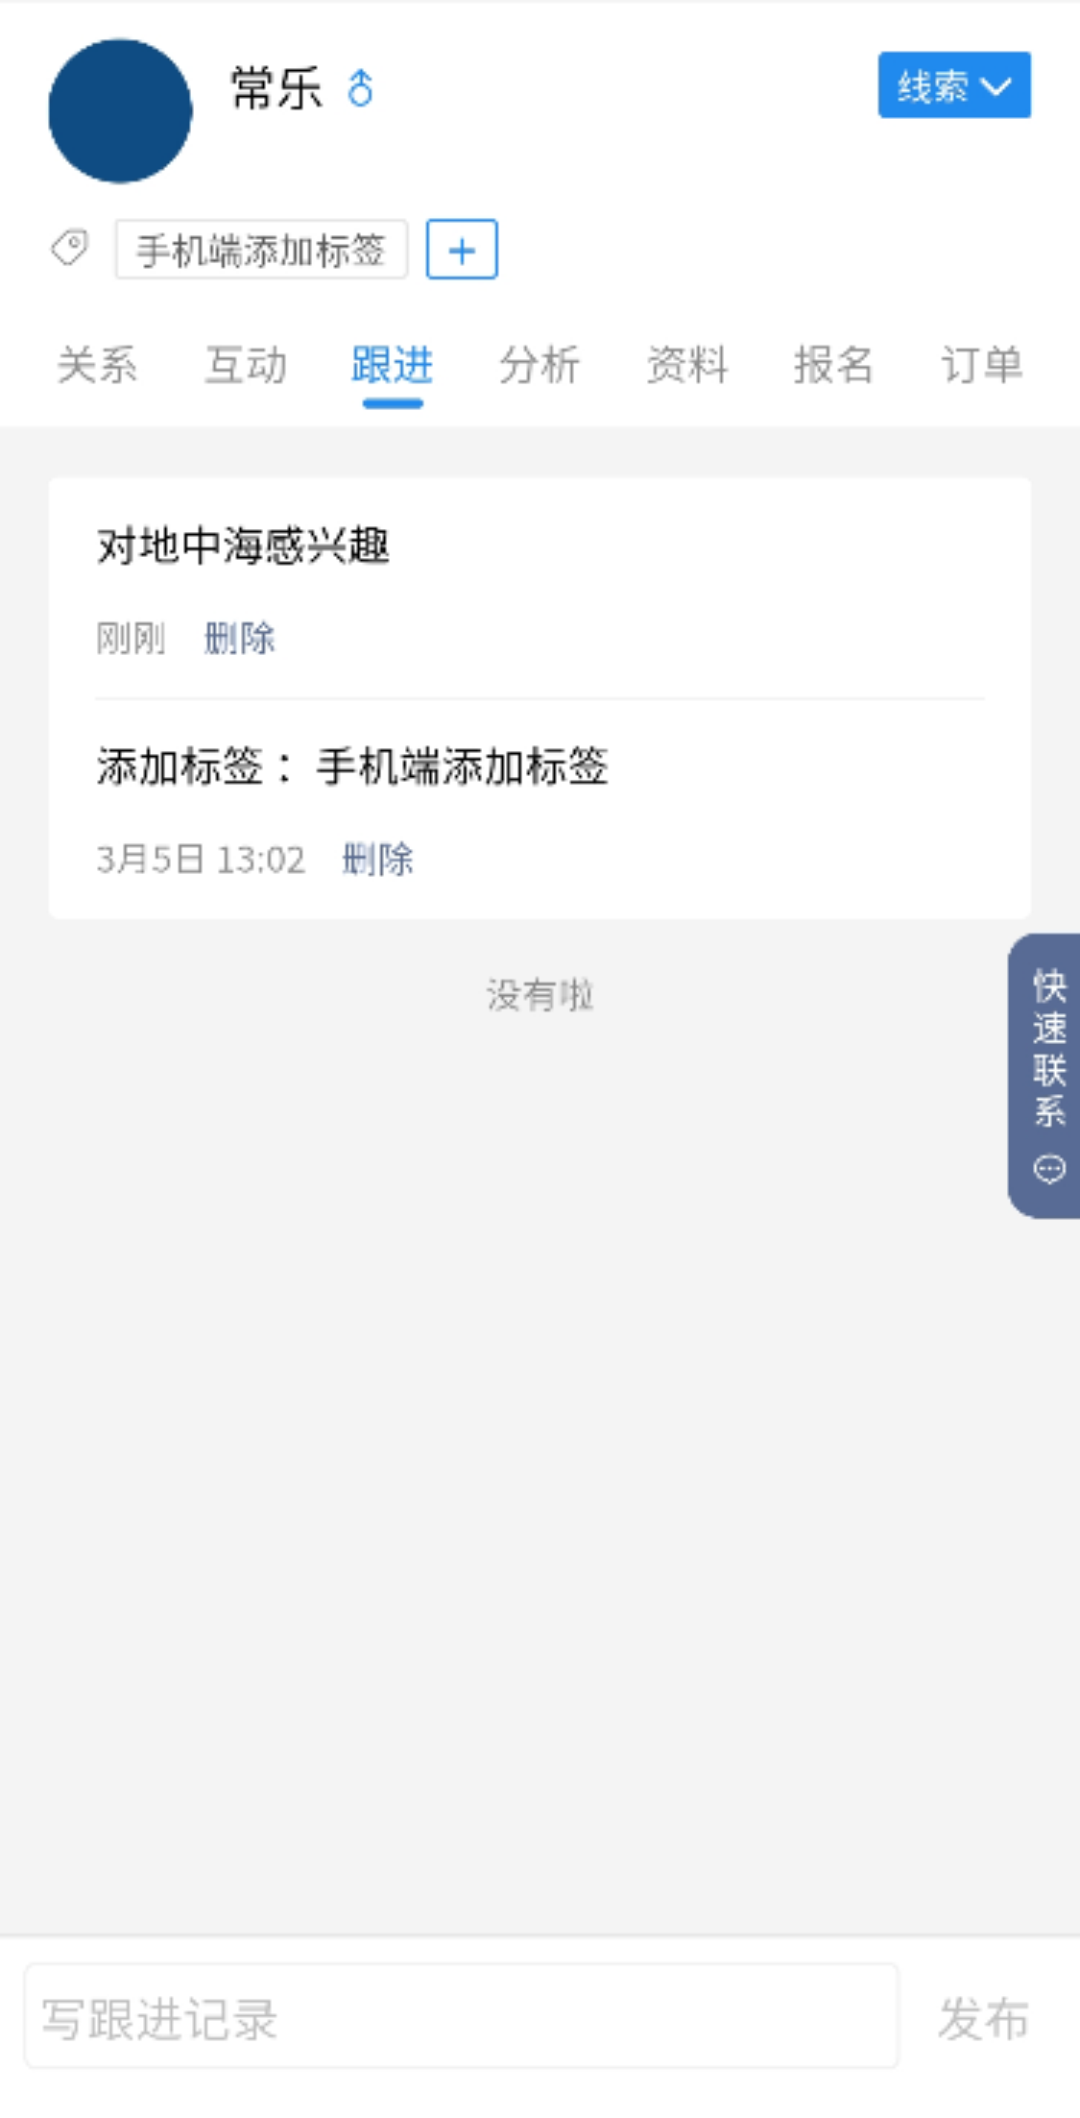 常乐
线索
手机端添加标签
+
关系 互动 跟进 分析 资料 报名 订单
对地中海感兴趣
刚刚 删除
添加标签：手机端添加标签
3月5日 13:02 删除
没有啦
快速联系
写跟进记录 发布